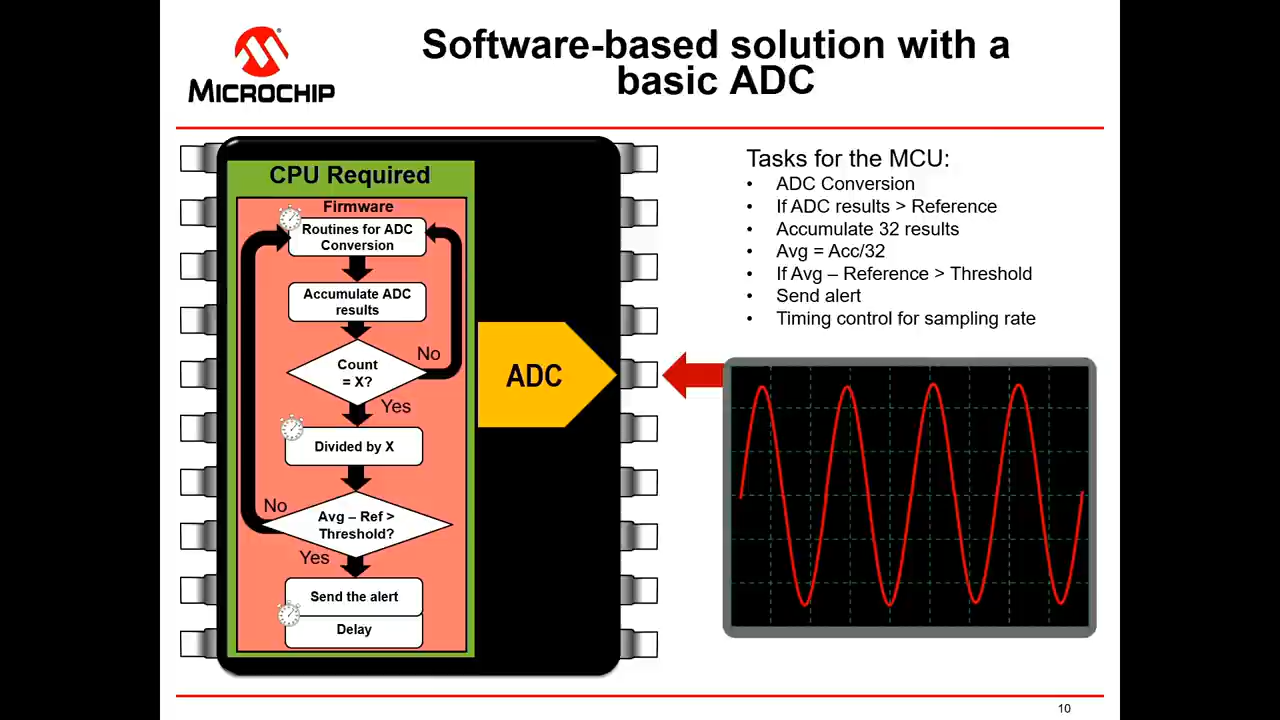 MICROCHIP
Software-based solution with a
basic ADC
CPU Required
Firmware
Routines for ADC
Conversion
Accumulate ADC
results
Count
= X?
No
Yes
Divided by X
No
Avg – Ref >
Threshold?
Yes
Send the alert
Delay
ADC
Tasks for the MCU:
• ADC Conversion
• If ADC results > Reference
• Accumulate 32 results
• Avg = Acc/32
• If Avg – Reference > Threshold
• Send alert
• Timing control for sampling rate
10